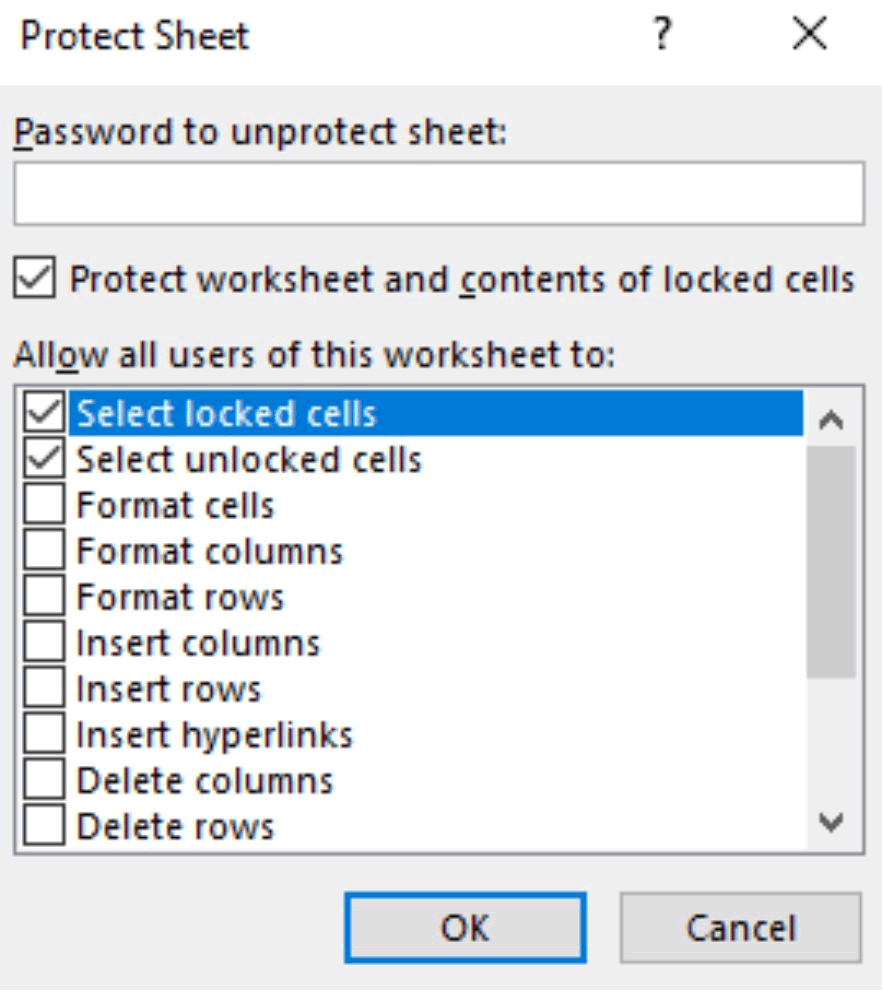 Protect Sheet ?
Password to unprotect sheet:
Protect worksheet and contents of locked cells
Allow all users of this worksheet to:
Select locked cells
Select unlocked cells
Format cells
Format columns
Format rows
Insert columns
Insert rows
Insert hyperlinks
Delete columns
Delete rows
OK Cancel